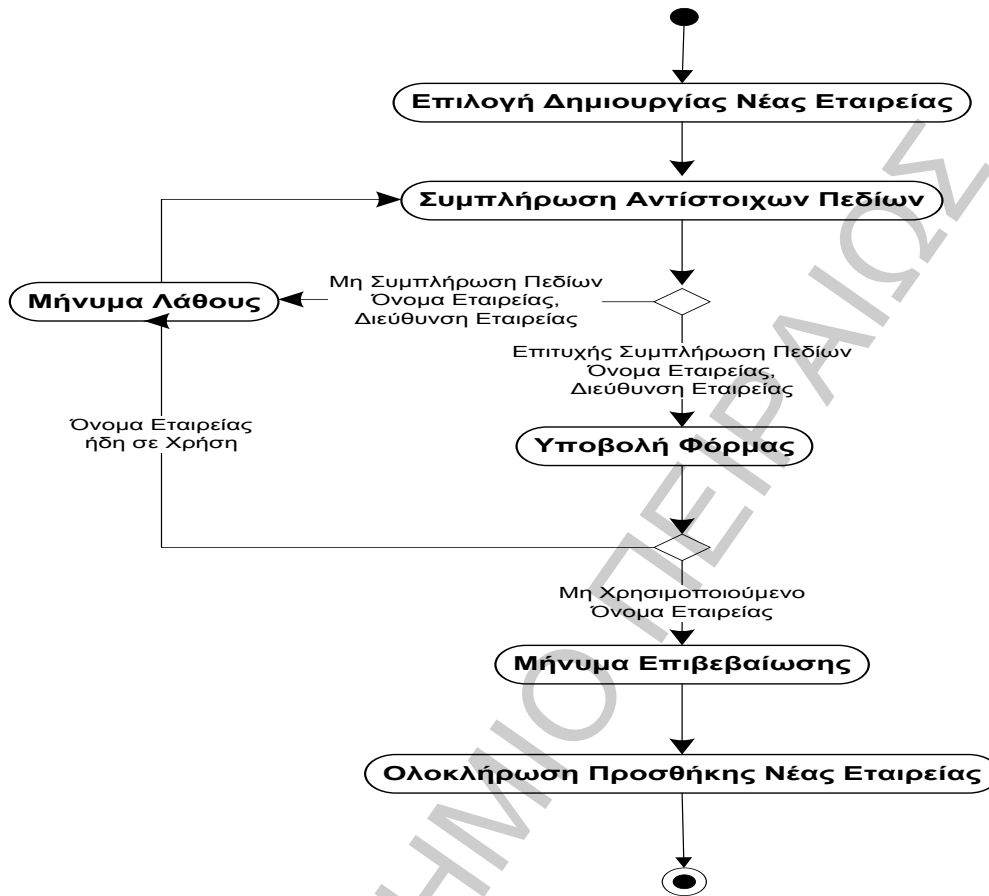 Επιλογή Δημιουργίας Νέας Εταιρείας
Συμπλήρωση Αντίστοιχων Πεδίων
Μη Συμπλήρωση Πεδίων
Όνομα Εταιρείας,
Διεύθυνση Εταιρείας
Μήνυμα Λάθους
Επιτυχής Συμπλήρωση Πεδίων
Όνομα Εταιρείας,
Διεύθυνση Εταιρείας
Όνομα Εταιρείας
ήδη σε Χρήση
Υποβολή Φόρμας
Μη Χρησιμοποιούμενο
Όνομα Εταιρείας
Μήνυμα Επιβεβαίωσης
Ολοκλήρωση Προσθήκης Νέας Εταιρείας
ΗΜΙΟ ΠΕΙΡΑΙΩΣ